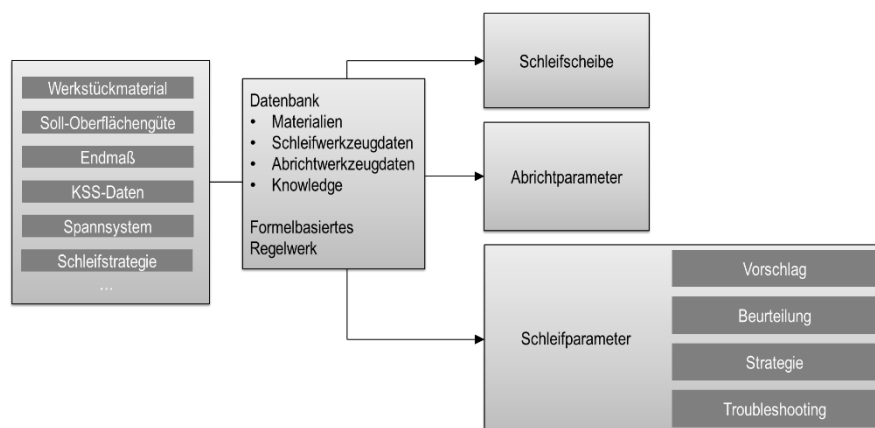 Werkstückmaterial
Soll-Oberflächengüte
Endmaß
KSS-Daten
Spannsystem
Schleifstrategie
…
Datenbank
• Materialien
• Schleifwerkzeugdaten
• Abrichtwerkzeugdaten
• Knowledge
Formelbasiertes
Regelwerk
Schleifscheibe
Abrichtparameter
Schleifparameter
Vorschlag
Beurteilung
Strategie
Troubleshooting